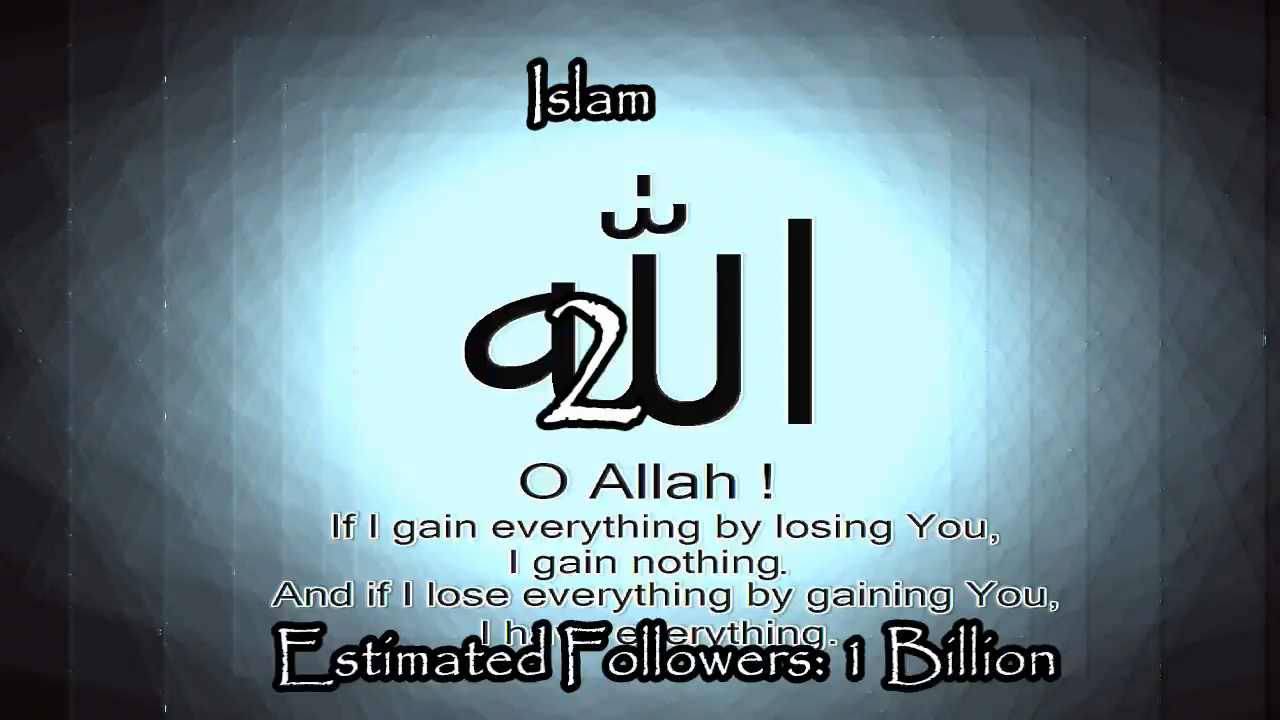 Islam
الله
2
O Allah !
If I gain everything by losing You,
I gain nothing.
And if I lose everything by gaining You,
I have everything.
Estimated Followers: 1 Billion